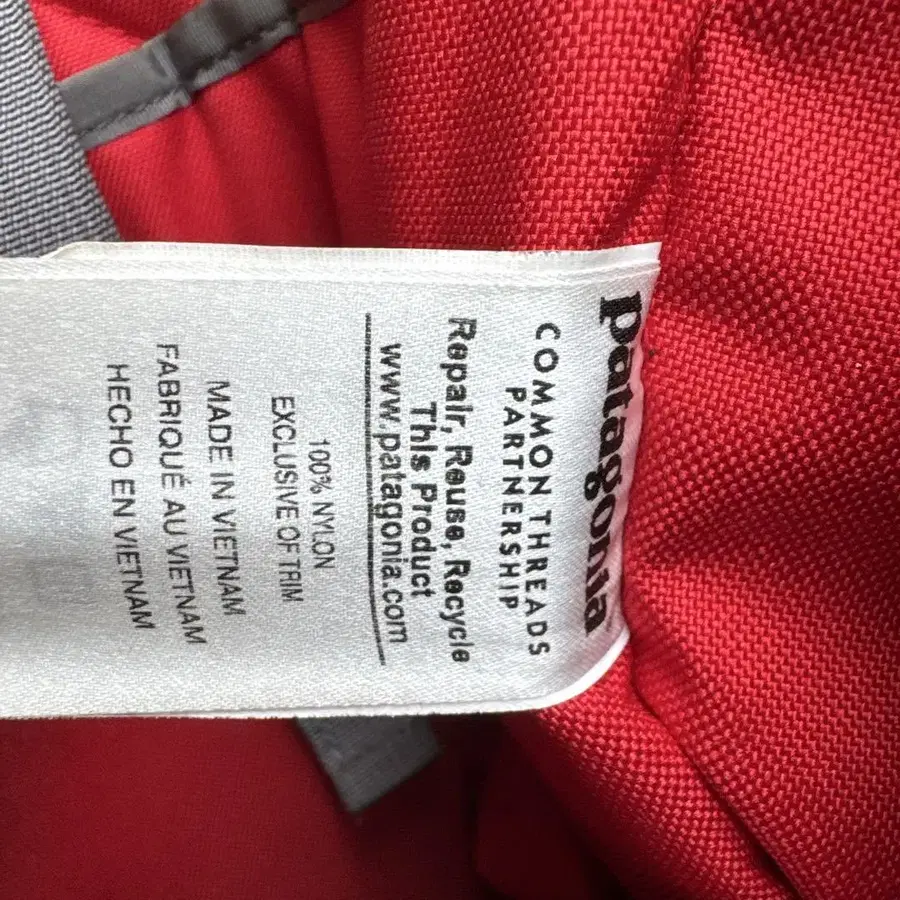 patagonia
COMMON THREADS
PARTNERSHIP
Repair, Reuse, Recycle
This Product
www.patagonia.com
100% NYLON
EXCLUSIVE OF TRIM
MADE IN VIETNAM
FABRIQUÉ AU VIETNAM
HECHO EN VIETNAM